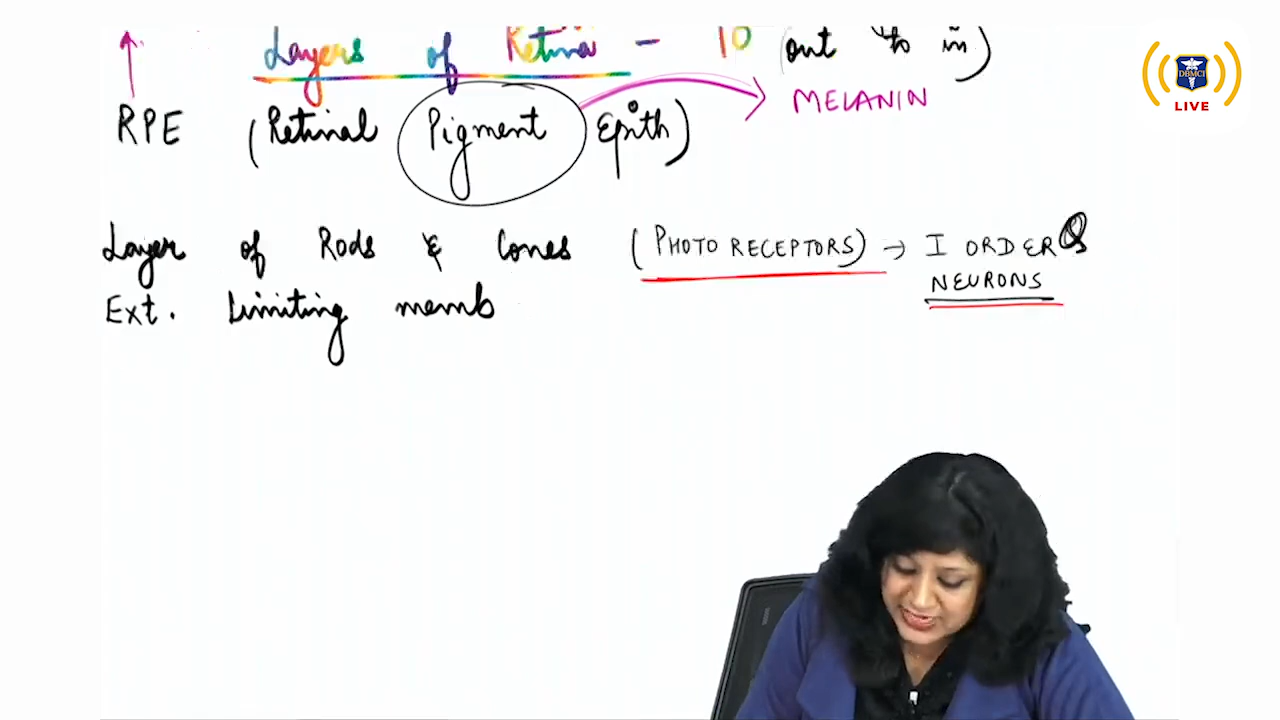 Layers of Retina - 10 (out to in)
RPE (Retinal Pigment Epith) MELANIN
Layer of Rods & Cones (PHOTO RECEPTORS) → I ORDER
NEURONS
Ext. Limiting memb
DBMCI
LIVE